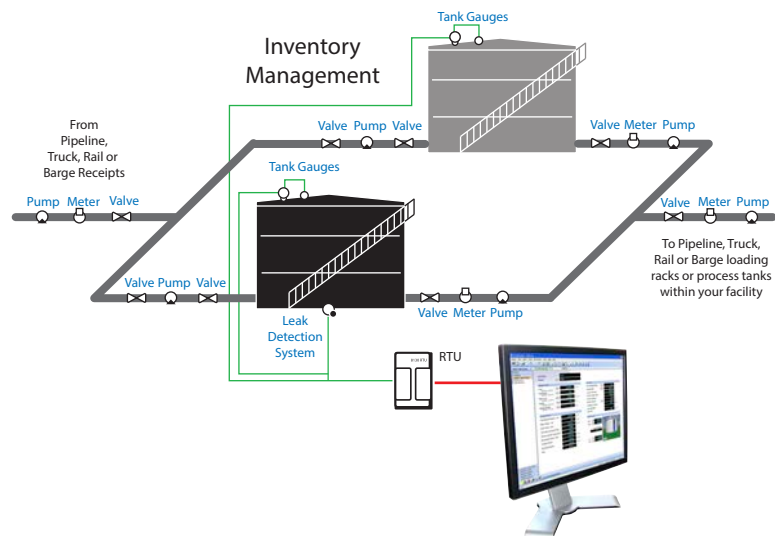 Tank Gauges
Inventory
Management
From
Pipeline,
Truck, Rail or
Barge Receipts
Valve Pump Valve
Valve Meter Pump
Tank Gauges
Pump Meter Valve
Valve Meter Pump
To Pipeline, Truck,
Rail or Barge loading
racks or process tanks
within your facility
Valve Pump Valve
Valve Meter Pump
Leak
Detection
System
RTU